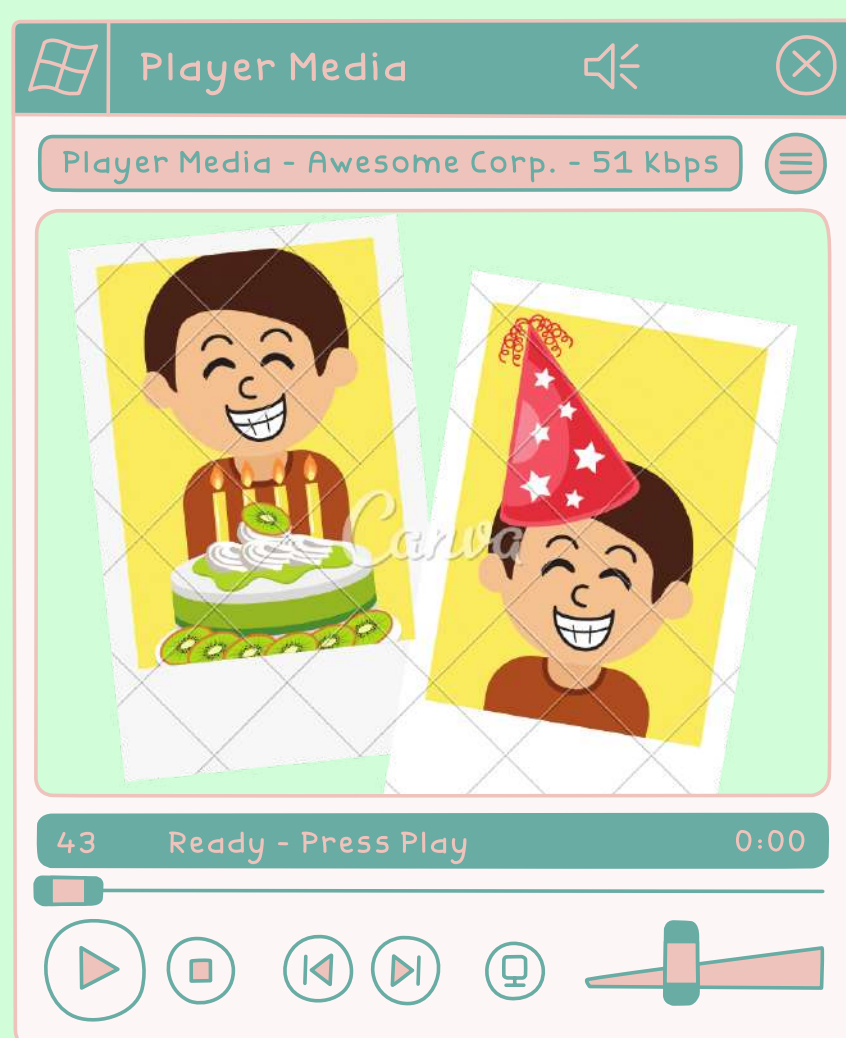 Player Media
Player Media - Awesome Corp. - 51 Kbps
Canva
43 Ready - Press Play 0:00